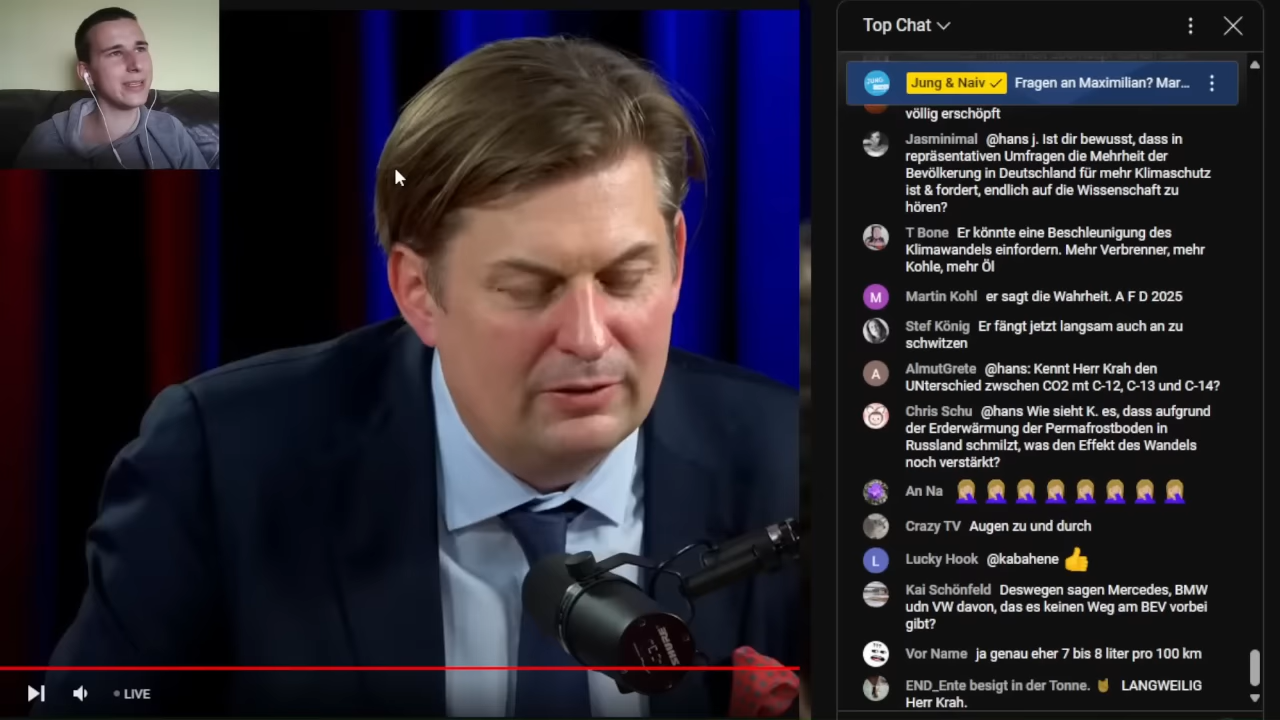 Top Chat
Jung & Naiv Fragen an Maximilian? Mar...
völlig erschöpft
Jasminimal @hans j. Ist dir bewusst, dass in
repräsentativen Umfragen die Mehrheit der
Bevölkerung in Deutschland für mehr Klimaschutz
ist & fordert, endlich auf die Wissenschaft zu
hören?
T Bone Er könnte eine Beschleunigung des
Klimawandels einfordern. Mehr Verbrenner, mehr
Kohle, mehr Öl
M Martin Kohl er sagt die Wahrheit. A F D 2025
Stef König Er fängt jetzt langsam auch an zu
schwitzen
A AlmutGrete @hans: Kennt Herr Krah den
UNterschied zwschen CO2 mt C-12, C-13 und C-14?
Chris Schu @hans Wie sieht K. es, dass aufgrund
der Erderwärmung der Permafrostboden in
Russland schmilzt, was den Effekt des Wandels
noch verstärkt?
An Na 🤦🏼‍♀️🤦🏼‍♀️🤦🏼‍♀️🤦🏼‍♀️🤦🏼‍♀️🤦🏼‍♀️🤦🏼‍♀️🤦🏼‍♀️
Crazy TV Augen zu und durch
L Lucky Hook @kabahene 👍
Kai Schönfeld Deswegen sagen Mercedes, BMW
udn VW davon, das es keinen Weg am BEV vorbei
gibt?
Vor Name ja genau eher 7 bis 8 liter pro 100 km
END_Ente besigt in der Tonne. 🤘 LANGWEILIG
Herr Krah.
SHURE
LIVE